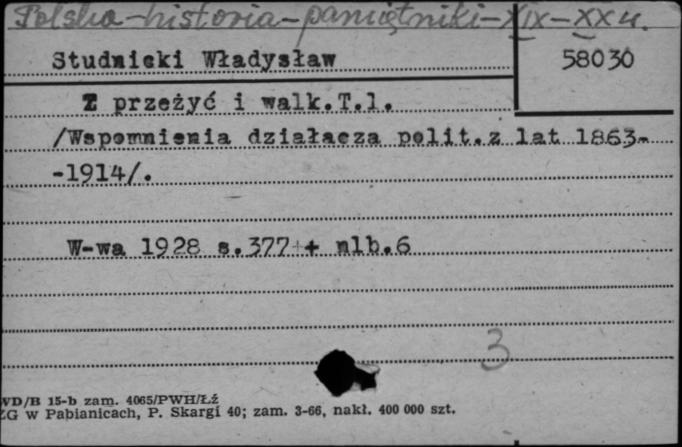 Polska-historia-pamiętniki-XIX-XX w.
Studnicki Władysław
58030
Z przeżyć i walk.T.1.
/Wspomnienia działacza polit.z lat 1863-
-1914/.
W-wa 1928 s.377 + nlb.6
3
WD/B 15-b zam. 4065/PWH/Łź
ZG w Pabianicach, P. Skargi 40; zam. 3-66, nakł. 400 000 szt.